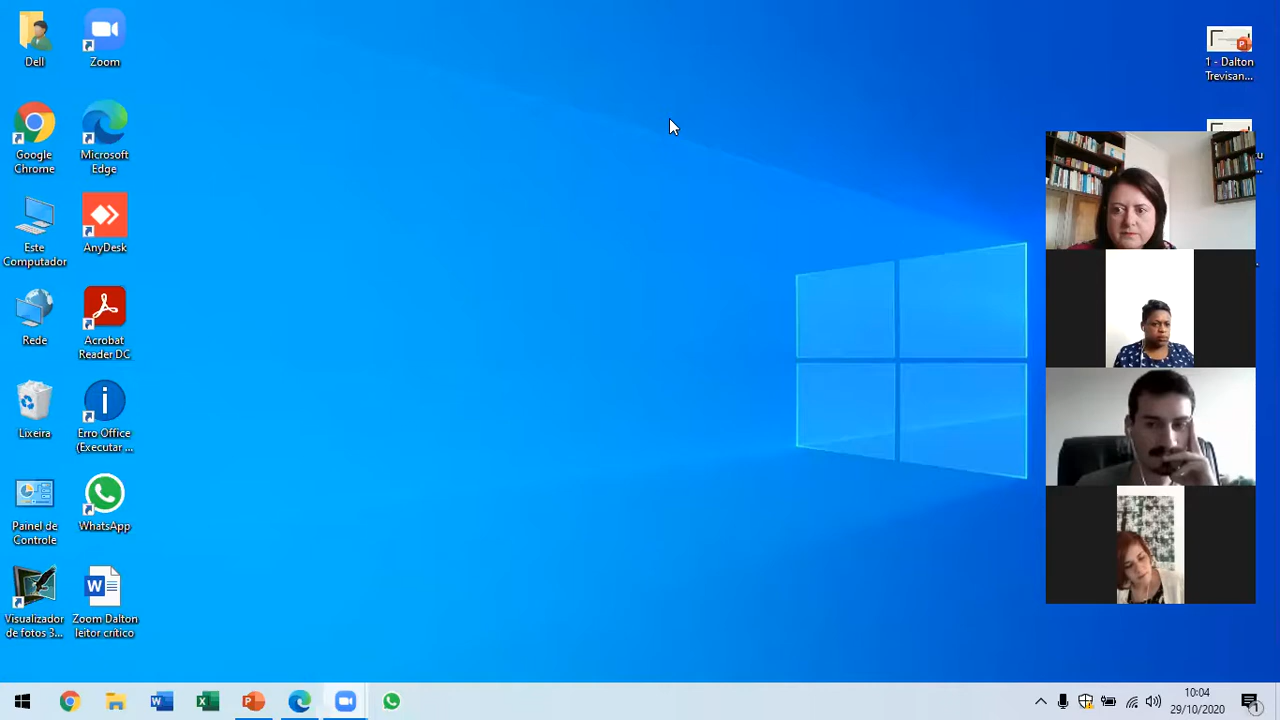 Dell
Zoom
Google
Chrome
Microsoft
Edge
Este
Computador
AnyDesk
Rede
Acrobat
Reader DC
Lixeira
Erro Office
(Executar ...
Painel de
Controle
WhatsApp
Visualizador
de fotos 3...
Zoom Dalton
leitor crítico
1 - Dalton
Trevisan...
10:04
29/10/2020